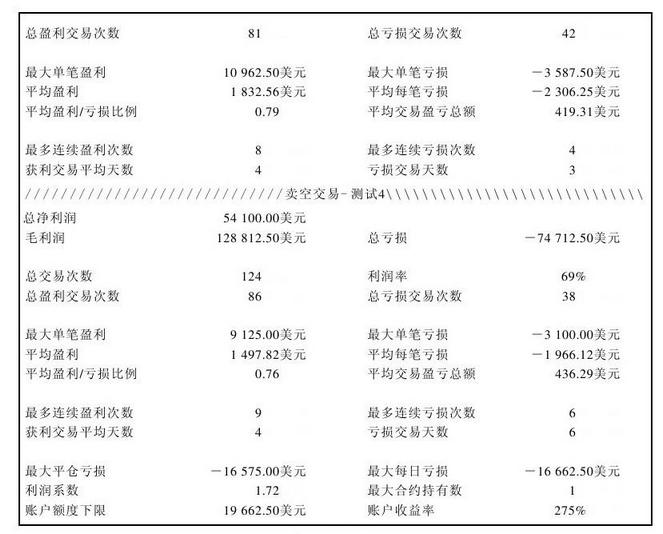 总盈利交易次数 81 总亏损交易次数 42
最大单笔盈利 10 962.50美元 最大单笔亏损 －3 587.50美元
平均盈利 1 832.56美元 平均每笔亏损 －2 306.25美元
平均盈利/亏损比例 0.79 平均交易盈亏总额 419.31美元
最多连续盈利次数 8 最多连续亏损次数 4
获利交易平均天数 4 亏损交易天数 3
/////////////////////////////卖空交易-测试4\\\\\\\\\\\\\\\\\\\\\\\\\\\\\
总净利润 54 100.00美元
毛利润 128 812.50美元 总亏损 －74 712.50美元
总交易次数 124 利润率 69%
总盈利交易次数 86 总亏损交易次数 38
最大单笔盈利 9 125.00美元 最大单笔亏损 －3 100.00美元
平均盈利 1 497.82美元 平均每笔亏损 －1 966.12美元
平均盈利/亏损比例 0.76 平均交易盈亏总额 436.29美元
最多连续盈利次数 9 最多连续亏损次数 6
获利交易平均天数 4 亏损交易天数 6
最大平仓亏损 －16 575.00美元 最大每日亏损 －16 662.50美元
利润系数 1.72 最大合约持有数 1
账户额度下限 19 662.50美元 账户收益率 275%